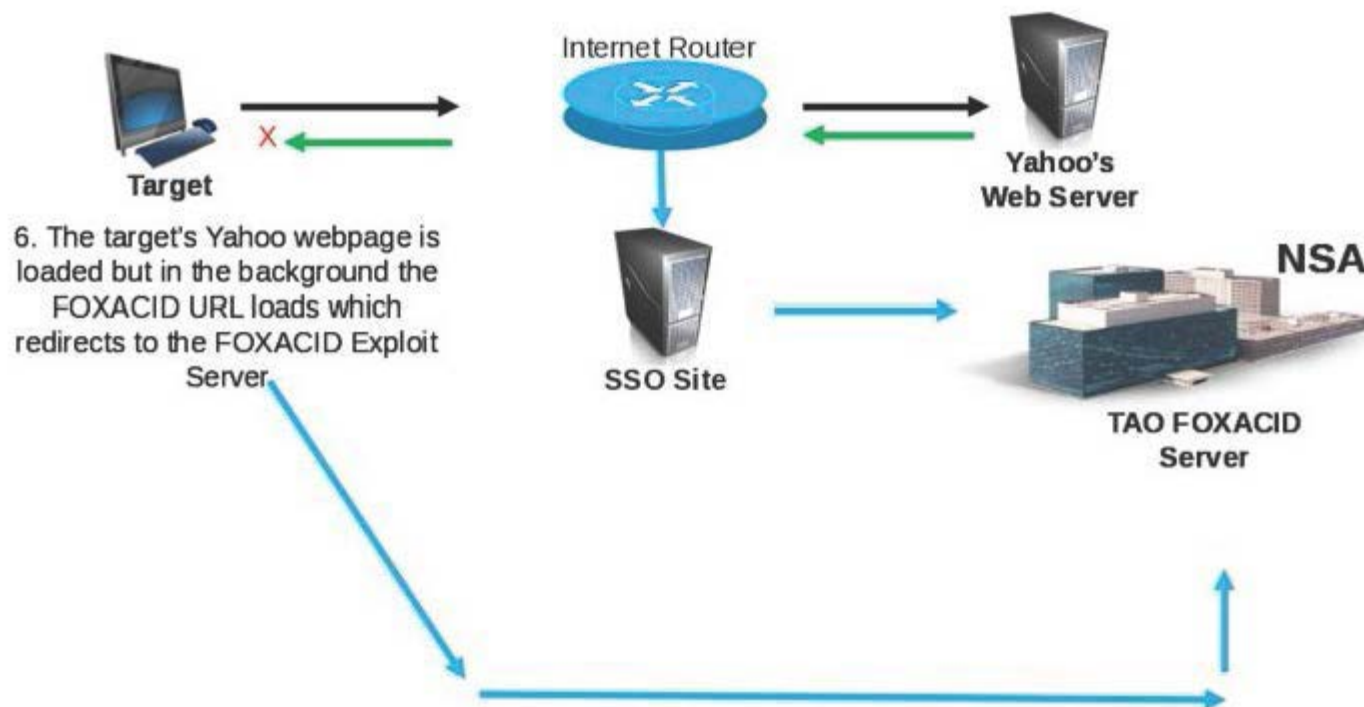 Internet Router
Target
Yahoo's
Web Server
X
6. The target's Yahoo webpage is
loaded but in the background the
FOXACID URL loads which
redirects to the FOXACID Exploit
Server
SSO Site
NSA
TAO FOXACID
Server